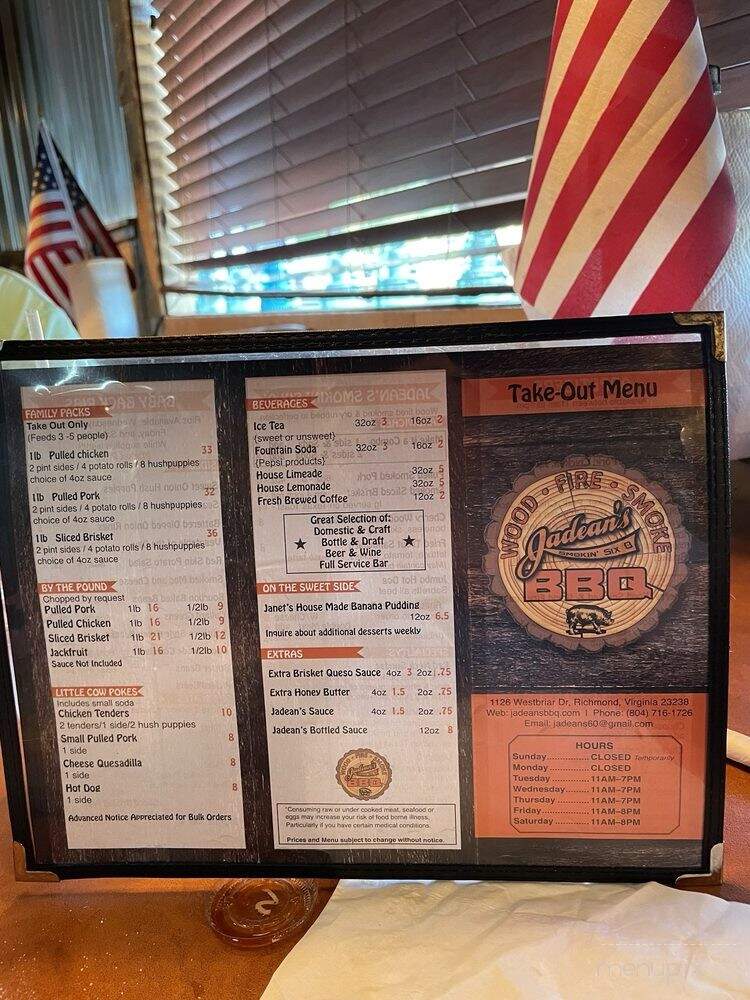 FAMILY PACKS
Take Out Only
(Feeds 3 -5 people)
1lb Pulled chicken 33
2 pint sides / 4 potato rolls / 8 hushpuppies
choice of 4oz sauce
1lb Pulled Pork 32
2 pint sides / 4 potato rolls / 8 hushpuppies
choice of 4oz sauce
1lb Sliced Brisket 36
2 pint sides / 4 potato rolls / 8 hushpuppies
choice of 4oz sauce
BY THE POUND
Chopped by request
Pulled Pork 1lb 16 1/2lb 9
Pulled Chicken 1lb 16 1/2lb 9
Sliced Brisket 1lb 21 1/2lb 12
Jackfruit 1lb 16 1/2lb 10
Sauce Not Included
LITTLE COW POKES
Includes small soda
Chicken Tenders 10
2 tenders/1 side/2 hush puppies
Small Pulled Pork 8
1 side
Cheese Quesadilla 8
1 side
Hot Dog 8
1 side
Advanced Notice Appreciated for Bulk Orders
BEVERAGES
Ice Tea 32oz 3 16oz 2
{sweet or unsweet}
Fountain Soda 32oz 3 16oz 2
{Pepsi products}
House Limeade 32oz 5
House Lemonade 32oz 5
Fresh Brewed Coffee 12oz 2
Great Selection of:
Domestic & Craft
Bottle & Draft
Beer & Wine
Full Service Bar
ON THE SWEET SIDE
Janet's House Made Banana Pudding
12oz 6.5
Inquire about additional desserts weekly
EXTRAS
Extra Brisket Queso Sauce 4oz 3 2oz .75
Extra Honey Butter 4oz 1.5 2oz .75
Jadean's Sauce 4oz 1.5 2oz .75
Jadean's Bottled Sauce 12oz 8
Jadean's
BBQ
*Consuming raw or under cooked meat, seafood or
eggs may increase your risk of food borne illness,
Particularly if you have certain medical conditions.
Prices and Menu subject to change without notice.
Take-Out Menu
WOOD • FIRE • SMOKE
Jadean's
SMOKIN' SIX O
BBQ
1126 Westbriar Dr, Richmond, Virginia 23238
Web: jadeansbbq.com | Phone: (804) 716-1726
Email: jadeans60@gmail.com
HOURS
Sunday.............. CLOSED Temporarily
Monday.............. CLOSED
Tuesday .............. 11AM–7PM
Wednesday......... 11AM–7PM
Thursday ............ 11AM–7PM
Friday.................. 11AM–8PM
Saturday.............. 11AM–8PM
menupix